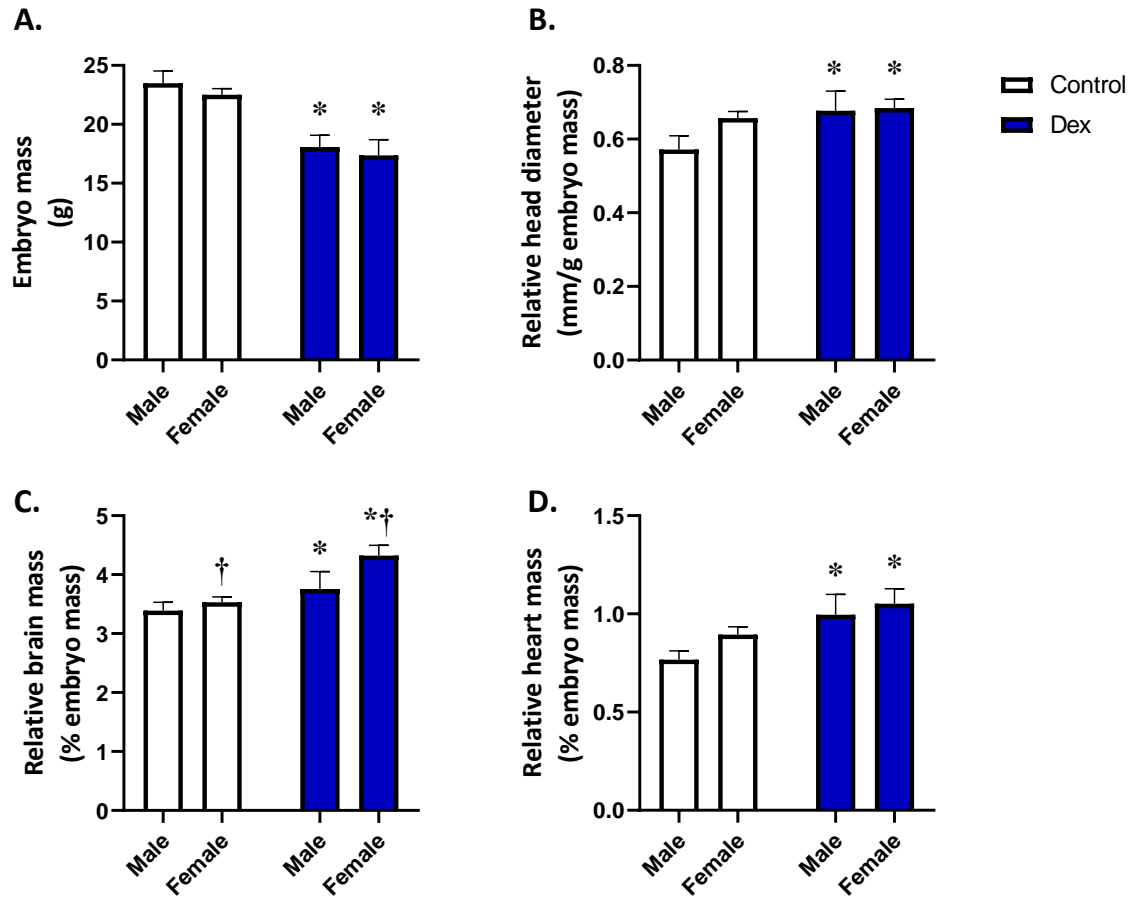 A.
Embryo mass
(g)
25
20
15
10
5
0
*
*
Male
Female
Male
Female
B.
Relative head diameter
(mm/g embryo mass)
0.8
0.6
0.4
0.2
0.0
*
*
Male
Female
Male
Female
Control
Dex
C.
Relative brain mass
(% embryo mass)
5
4
3
2
1
0
†
*
*†
Male
Female
Male
Female
D.
Relative heart mass
(% embryo mass)
1.5
1.0
0.5
0.0
*
*
Male
Female
Male
Female